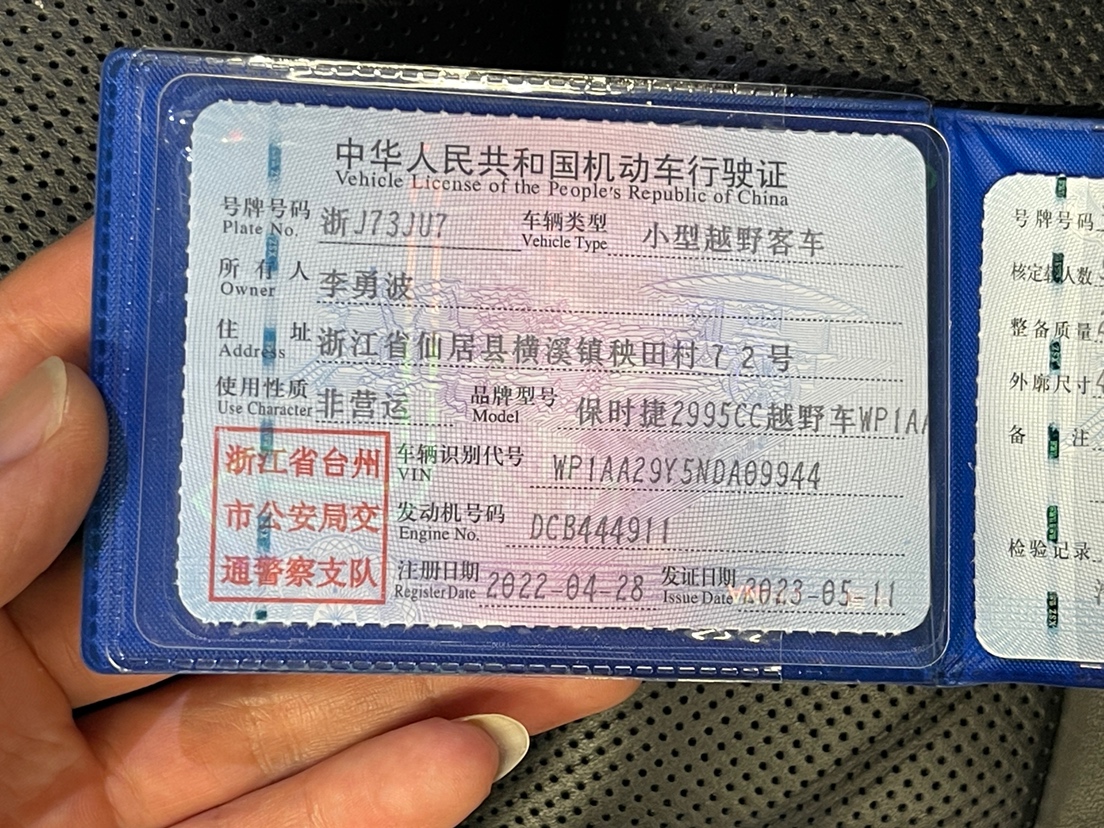 中华人民共和国机动车行驶证
Vehicle License of the People's Republic of China
号牌号码 浙J73JU7 车辆类型 小型越野客车
Plate No. Vehicle Type
所有人 李勇波
Owner
住址 浙江省仙居县横溪镇秧田村72号
Address
使用性质 非营运 品牌型号 保时捷2995CC越野车WP1AA
Use Character Model
浙江省台州
市公安局交
通警察支队
车辆识别代号 WP1AA29Y5NDA09944
VIN
发动机号码 DCB444911
Engine No.
注册日期 2022-04-28 发证日期 2023-05-11
Register Date Issue Date
号牌号码
核定载人数
整备质量
外廓尺寸
备注
检验记录